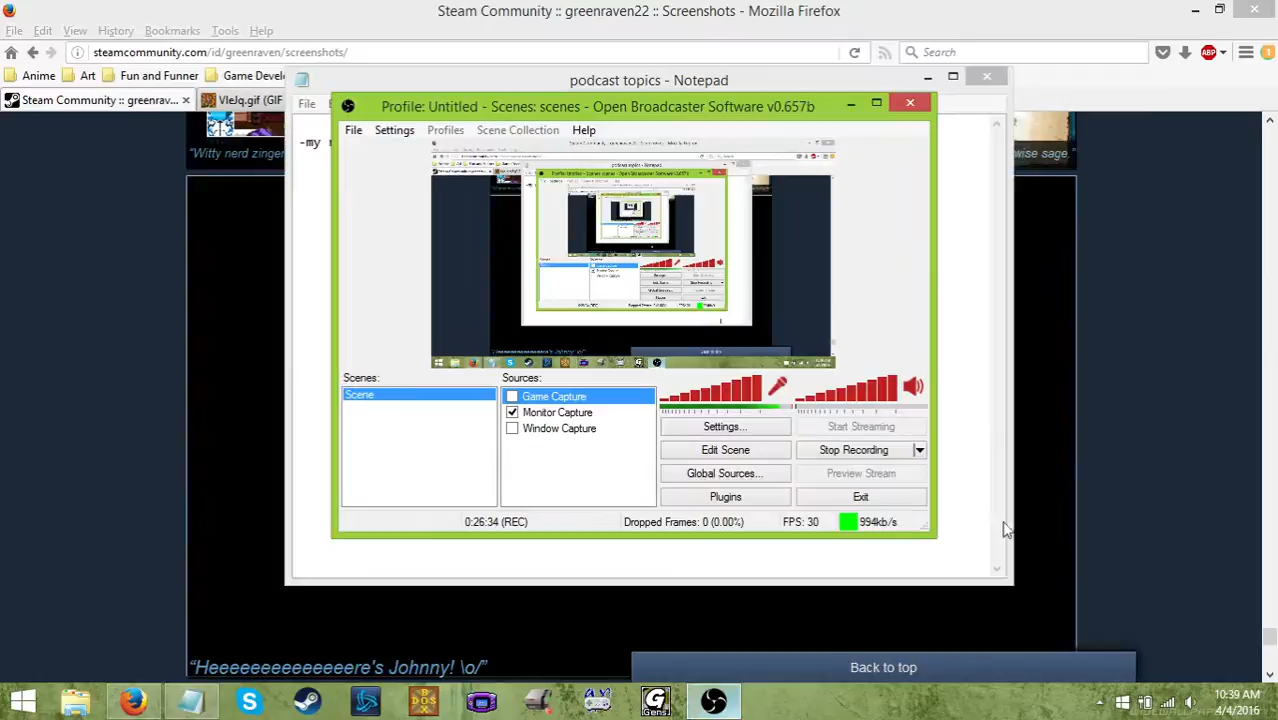 Steam Community :: greenraven22 :: Screenshots - Mozilla Firefox
File Edit View History Bookmarks Tools Help
steamcommunity.com/id/greenraven/screenshots/
Search
ABP
Anime Art Fun and Funner Game Devel
Steam Community :: greenrav...
VleJq.gif (GIF
podcast topics - Notepad
File
-my
"Witty nerd zinger
wise sage."
Profile: Untitled - Scenes: scenes - Open Broadcaster Software v0.657b
File Settings Profiles Scene Collection Help
Scenes:
Scene
Sources:
Game Capture
Monitor Capture
Window Capture
Settings...
Start Streaming
Edit Scene
Stop Recording
Global Sources...
Preview Stream
Plugins
Exit
0:26:34 (REC)
Dropped Frames: 0 (0.00%)
FPS: 30
994kb/s
"Heeeeeeeeeeeeeere's Johnny! \o/"
Back to top
DOS
Gens
10:39 AM
4/4/2016